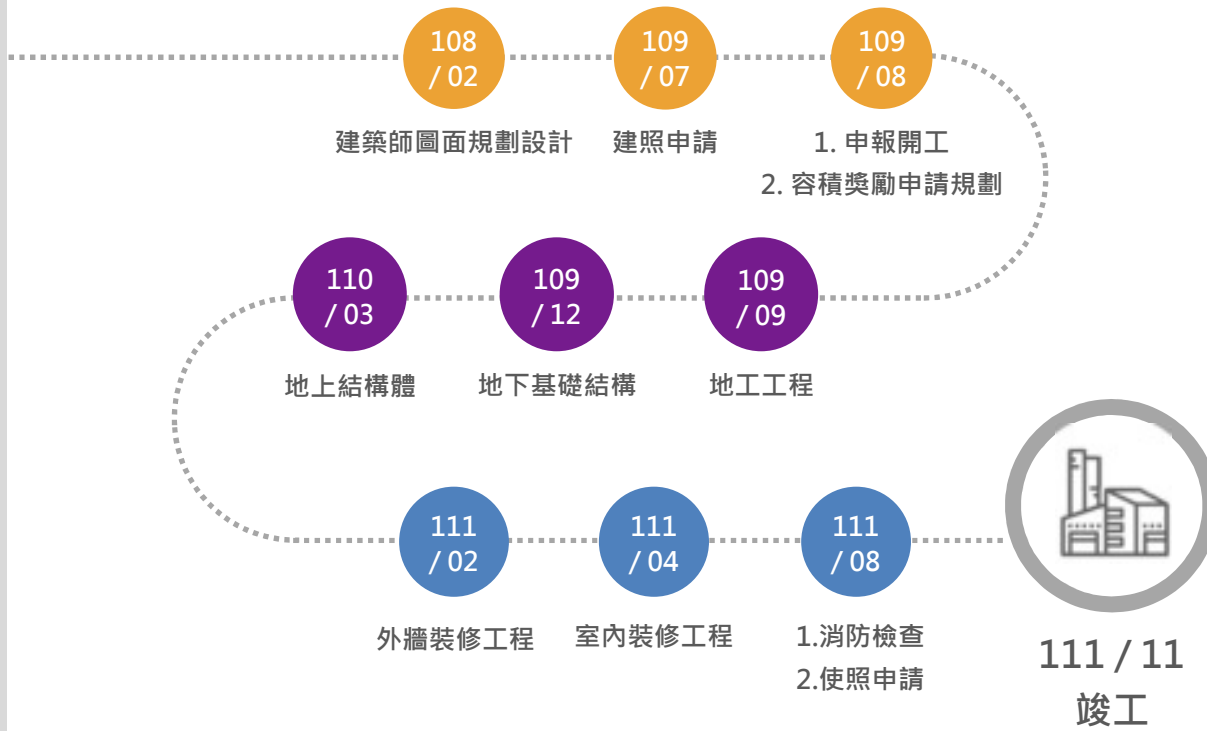 108
/ 02
109
/ 07
109
/ 08
建築師圖面規劃設計
建照申請
1. 申報開工
2. 容積獎勵申請規劃
110
/ 03
109
/ 12
109
/ 09
地上結構體
地下基礎結構
地工工程
111
/ 02
111
/ 04
111
/ 08
外牆裝修工程
室內裝修工程
1.消防檢查
2.使照申請
111 / 11
竣工